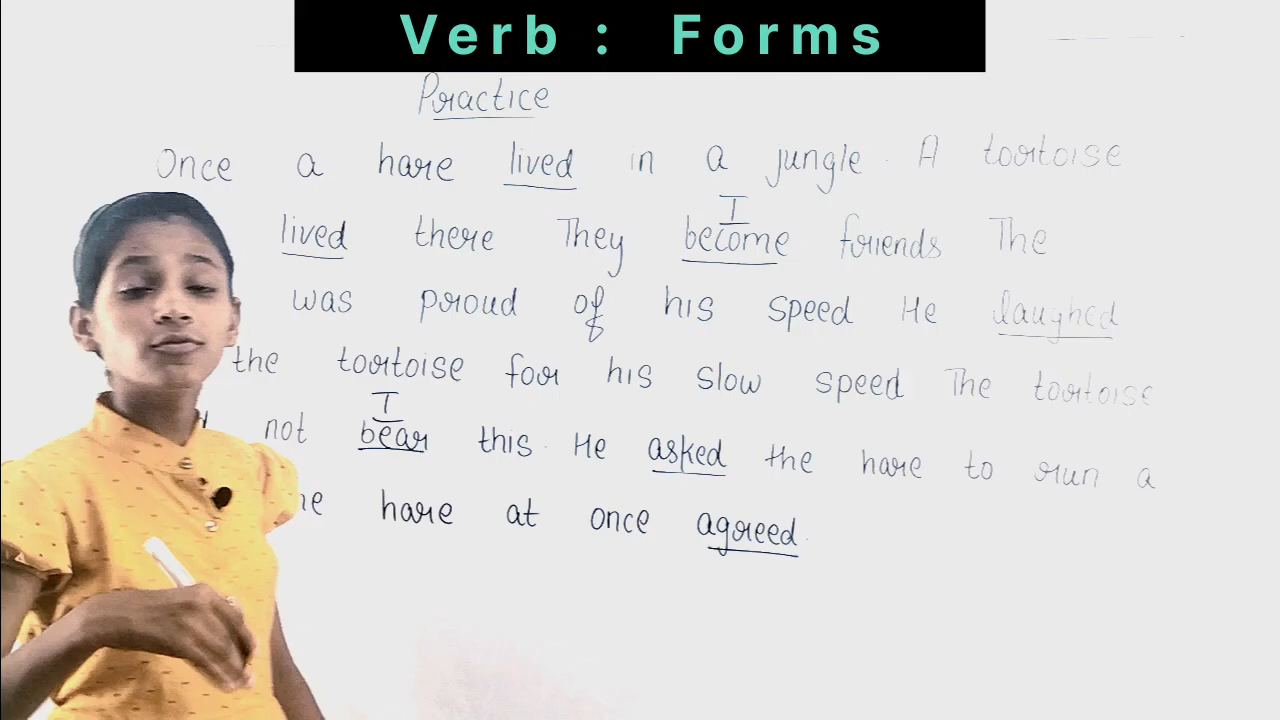 Verb : Forms
Practice
Once a hare lived in a jungle. A tortoise
I
lived there They become friends The
was proud of his speed He laughed
the tortoise for his slow speed The tortoise
I
not bear this. He asked the hare to run a
hare at once agreed.